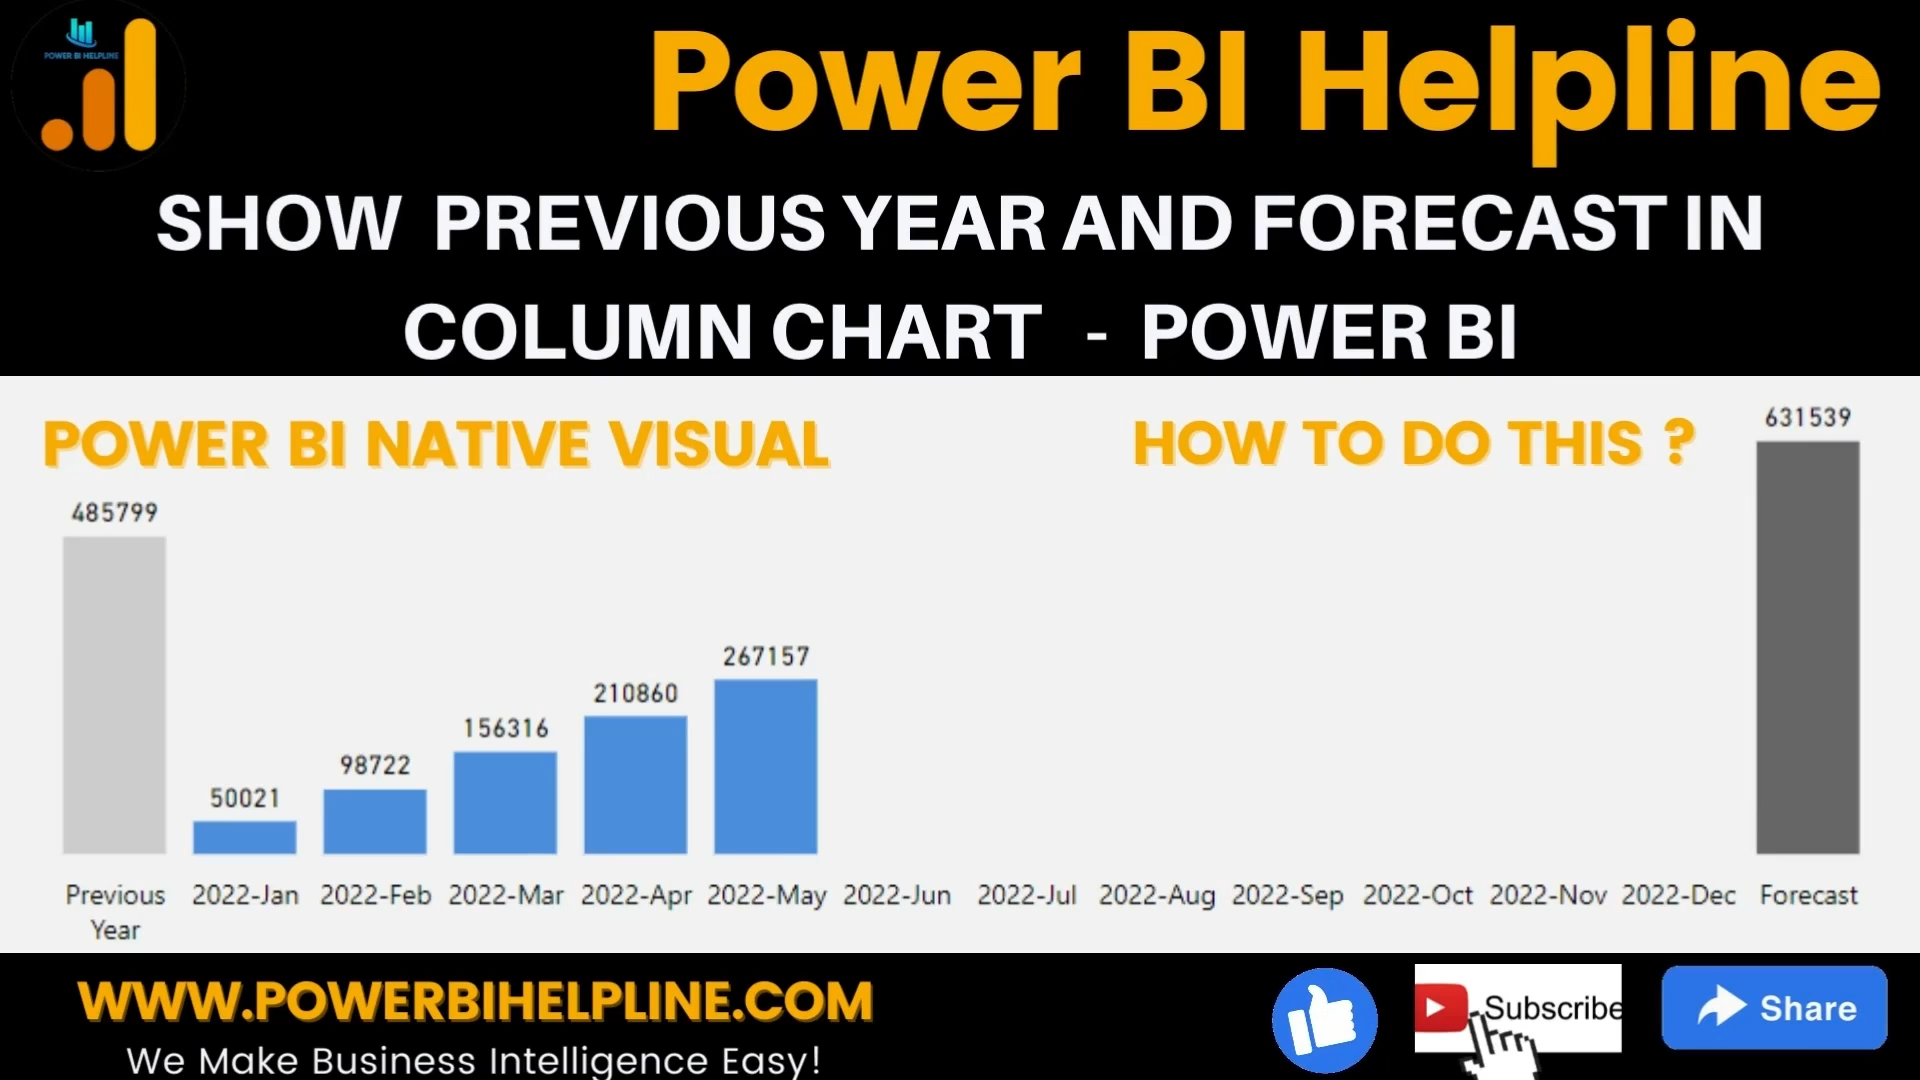 POWER BI HELPLINE
Power BI Helpline
SHOW PREVIOUS YEAR AND FORECAST IN
COLUMN CHART - POWER BI
POWER BI NATIVE VISUAL
HOW TO DO THIS ?
631539
485799
267157
210860
156316
98722
50021
Previous Year
2022-Jan
2022-Feb
2022-Mar
2022-Apr
2022-May
2022-Jun
2022-Jul
2022-Aug
2022-Sep
2022-Oct
2022-Nov
2022-Dec
Forecast
WWW.POWERBIHELPLINE.COM
We Make Business Intelligence Easy!
Subscribe
Share